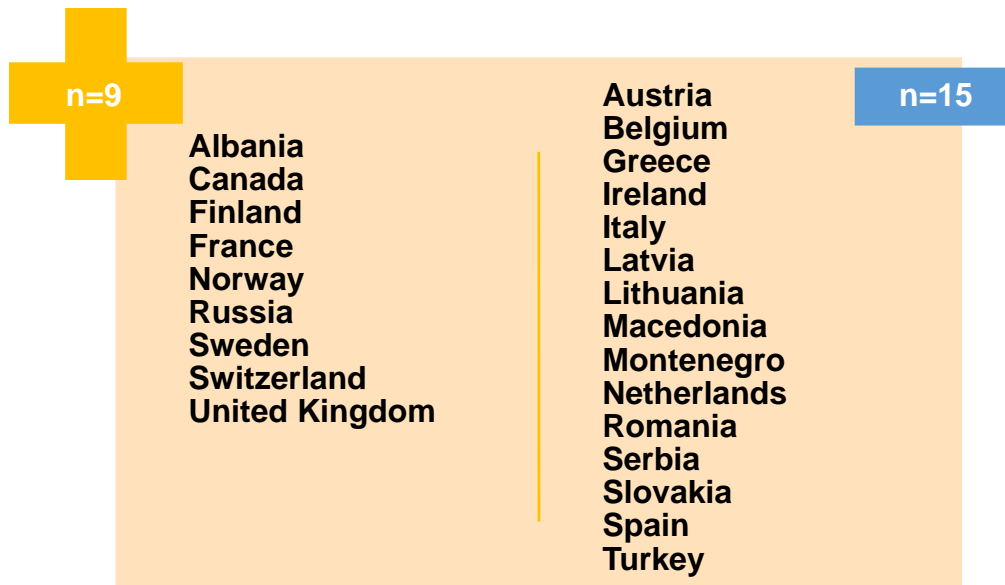 n=9
Albania
Canada
Finland
France
Norway
Russia
Sweden
Switzerland
United Kingdom
n=15
Austria
Belgium
Greece
Ireland
Italy
Latvia
Lithuania
Macedonia
Montenegro
Netherlands
Romania
Serbia
Slovakia
Spain
Turkey